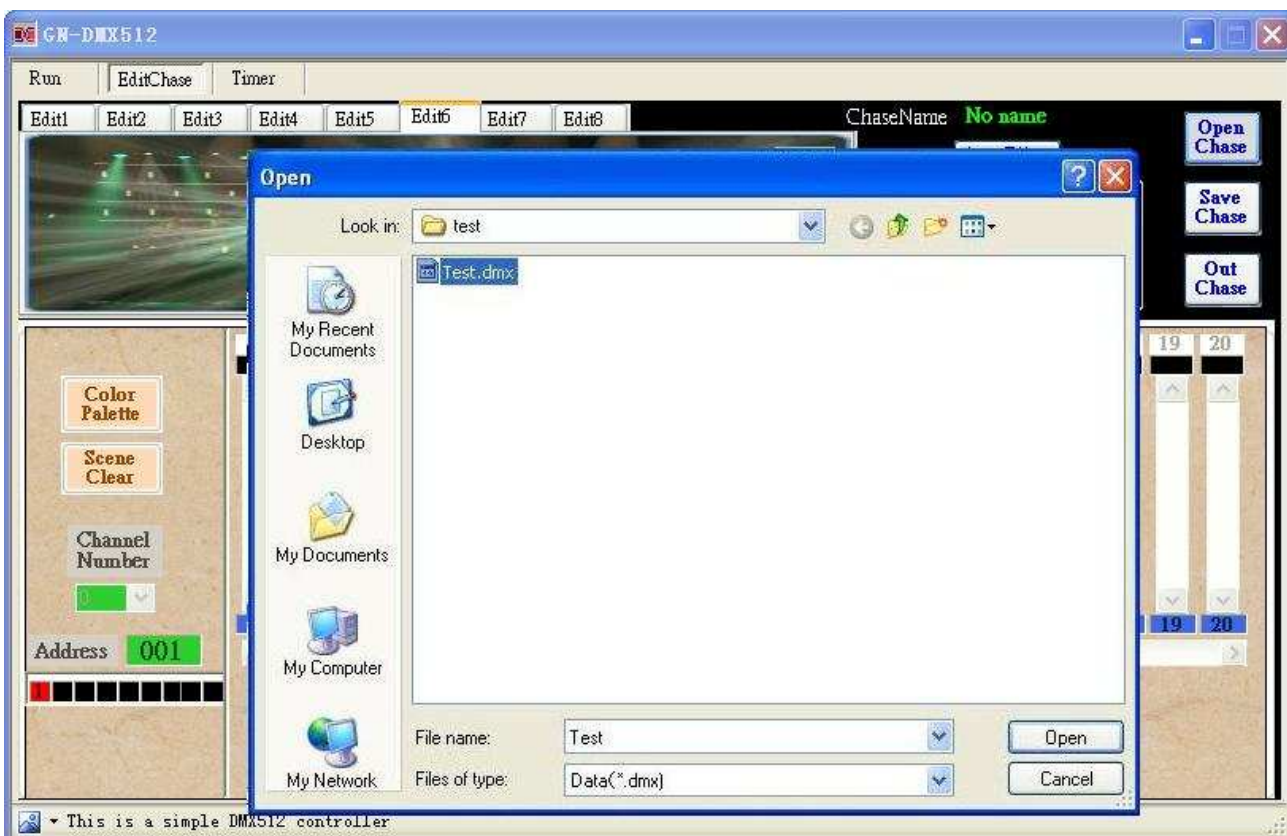 GN-DMX512
Run EditChase Timer
Edit1 Edit2 Edit3 Edit4 Edit5 Edit6 Edit7 Edit8
ChaseName No name
Open
Chase
Save
Chase
Out
Chase
Open
Look in: test
Test.dmx
My Recent
Documents
Desktop
My Documents
My Computer
My Network
File name: Test
Files of type: Data(*.dmx)
Open
Cancel
Color
Palette
Scene
Clear
Channel
Number
0
Address 001
1
19 20
19 20
This is a simple DMX512 controller